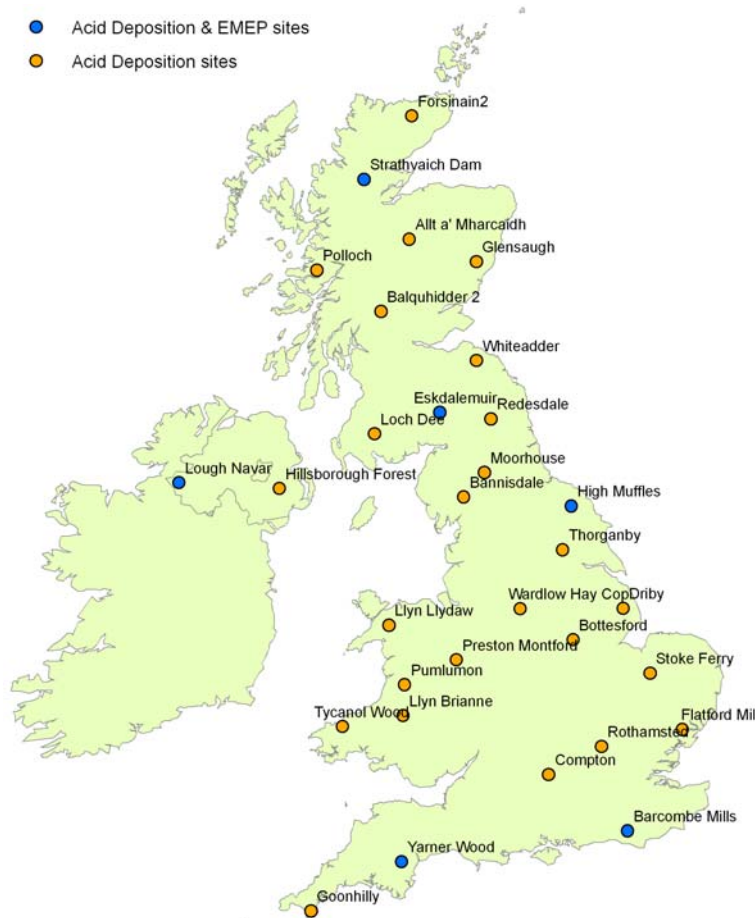 Acid Deposition & EMEP sites
Acid Deposition sites
Forsinain2
Strathvaich Dam
Allt a' Mharcaidh
Glensaugh
Polloch
Balquhidder 2
Whiteadder
Eskdalemuir
Redesdale
Loch Dee
Lough Navar
Hillsborough Forest
Moorhouse
Bannisdale
High Muffles
Thorganby
Wardlow Hay Cop
Driby
Llyn Llydaw
Bottesford
Preston Montford
Stoke Ferry
Pumlumon
Llyn Brianne
Tycanol Wood
Flatford Mil
Rothamsted
Compton
Barcombe Mills
Yarner Wood
Goonhilly